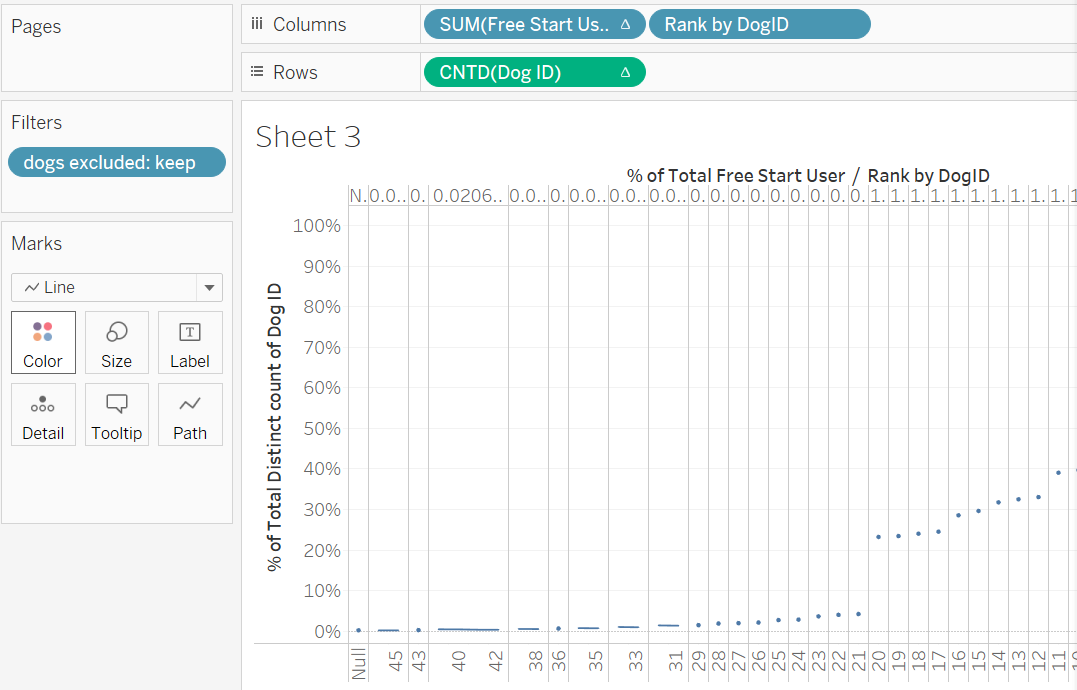 Pages
Columns
SUM(Free Start Us.. Δ
Rank by DogID
Rows
CNTD(Dog ID) Δ
Filters
dogs excluded: keep
Marks
Line
Color
Size
Label
Detail
Tooltip
Path
Sheet 3
% of Total Free Start User / Rank by DogID
N. 0.0.. 0. 0.0206.. 0.0.. 0. 0.0.. 0.0.. 0.0.. 0. 0. 0. 0. 0. 0. 0. 0. 0. 1. 1. 1. 1. 1. 1. 1. 1. 1. 1. 1
% of Total Distinct count of Dog ID
100%
90%
80%
70%
60%
50%
40%
30%
20%
10%
0%
Null 45 43 40 42 38 36 35 33 31 29 28 27 26 25 24 23 22 21 20 19 18 17 16 15 14 13 12 11